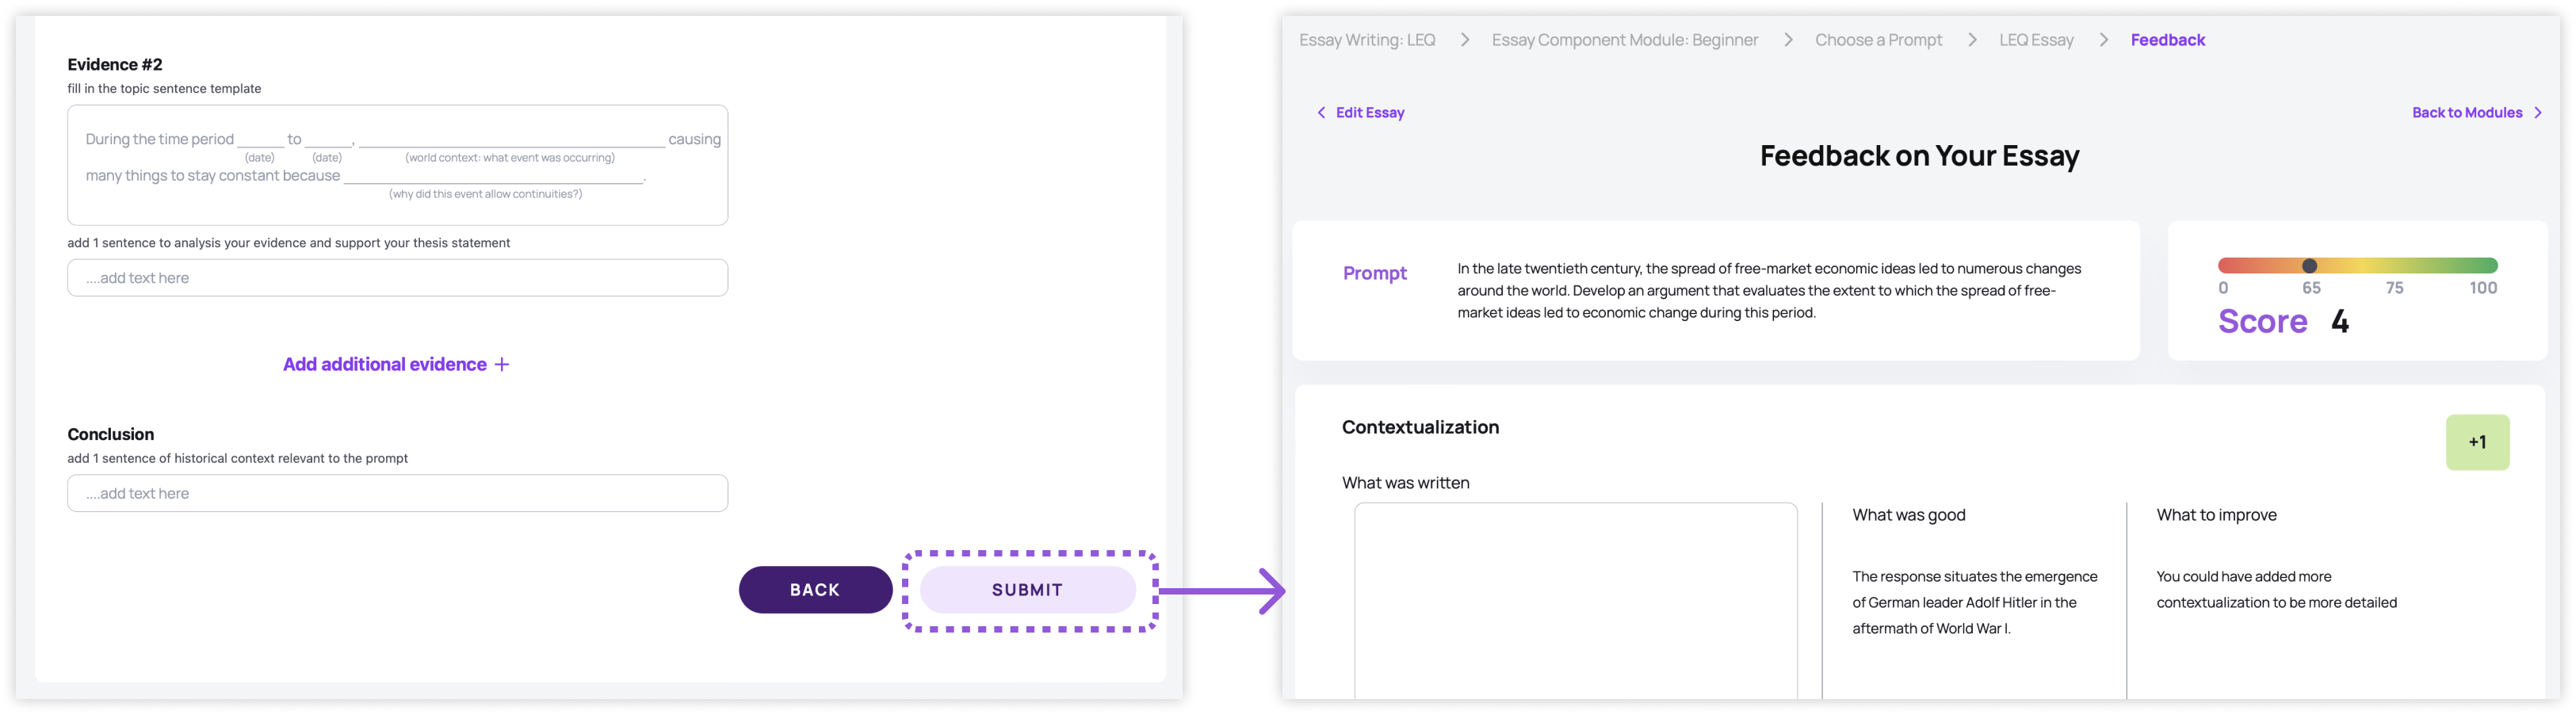 Evidence #2
fill in the topic sentence template
During the time period _____ to _____, ______________________________ causing
(date) (date) (world context: what event was occurring)
many things to stay constant because ______________________________.
(why did this event allow continuities?)
add 1 sentence to analysis your evidence and support your thesis statement
....add text here
Add additional evidence +
Conclusion
add 1 sentence of historical context relevant to the prompt
....add text here
BACK
SUBMIT
Essay Writing: LEQ > Essay Component Module: Beginner > Choose a Prompt > LEQ Essay > Feedback
< Edit Essay
Back to Modules >
Feedback on Your Essay
Prompt
In the late twentieth century, the spread of free-market economic ideas led to numerous changes
around the world. Develop an argument that evaluates the extent to which the spread of free-
market ideas led to economic change during this period.
0 65 75 100
Score 4
Contextualization
+1
What was written
What was good
The response situates the emergence
of German leader Adolf Hitler in the
aftermath of World War I.
What to improve
You could have added more
contextualization to be more detailed